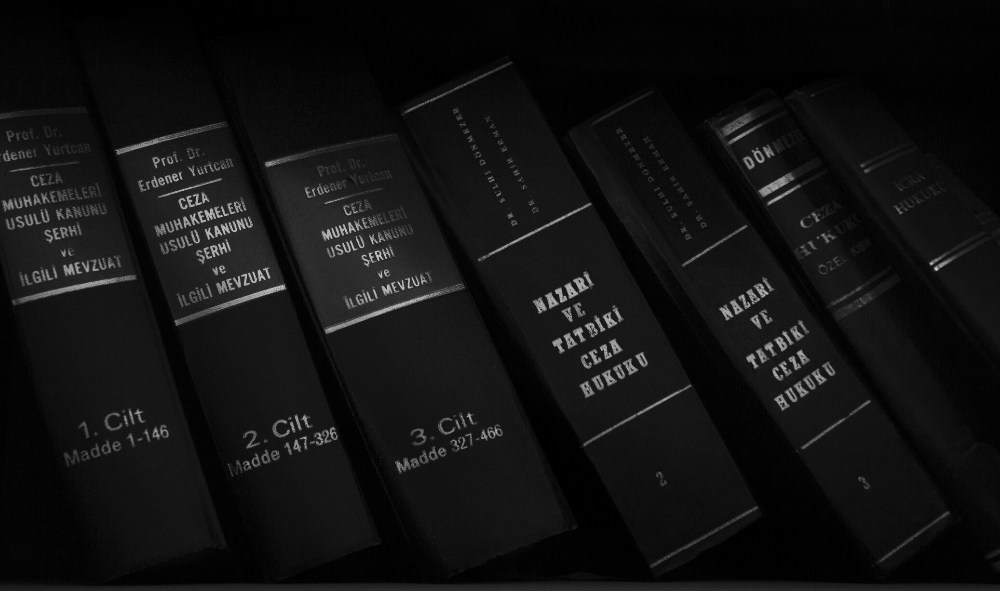 Prof. Dr.
Erdener Yurtcan
CEZA
MUHAKEMELERİ
USULÜ KANUNU
ŞERHİ
ve
İLGİLİ MEVZUAT
1. Cilt
Madde 1-146
Prof. Dr.
Erdener Yurtcan
CEZA
MUHAKEMELERİ
USULÜ KANUNU
ŞERHİ
ve
İLGİLİ MEVZUAT
2. Cilt
Madde 147-326
Prof. Dr.
Erdener Yurtcan
CEZA
MUHAKEMELERİ
USULÜ KANUNU
ŞERHİ
ve
İLGİLİ MEVZUAT
3. Cilt
Madde 327-466
DR. SULHİ DÖNMEZER
DR. SAHİR ERMAN
NAZARİ
VE
TATBİKİ
CEZA
HUKUKU
2
DR. SULHİ DÖNMEZER
DR. SAHİR ERMAN
NAZARİ
VE
TATBİKİ
CEZA
HUKUKU
3
CEZA
HUKUKU
ÖZEL KISIM
İCRA
HUKUKU